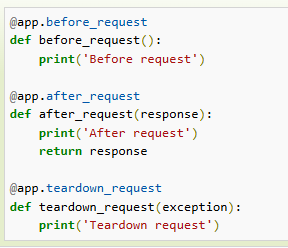 @app.before_request
def before_request():
    print('Before request')

@app.after_request
def after_request(response):
    print('After request')
    return response

@app.teardown_request
def teardown_request(exception):
    print('Teardown request')